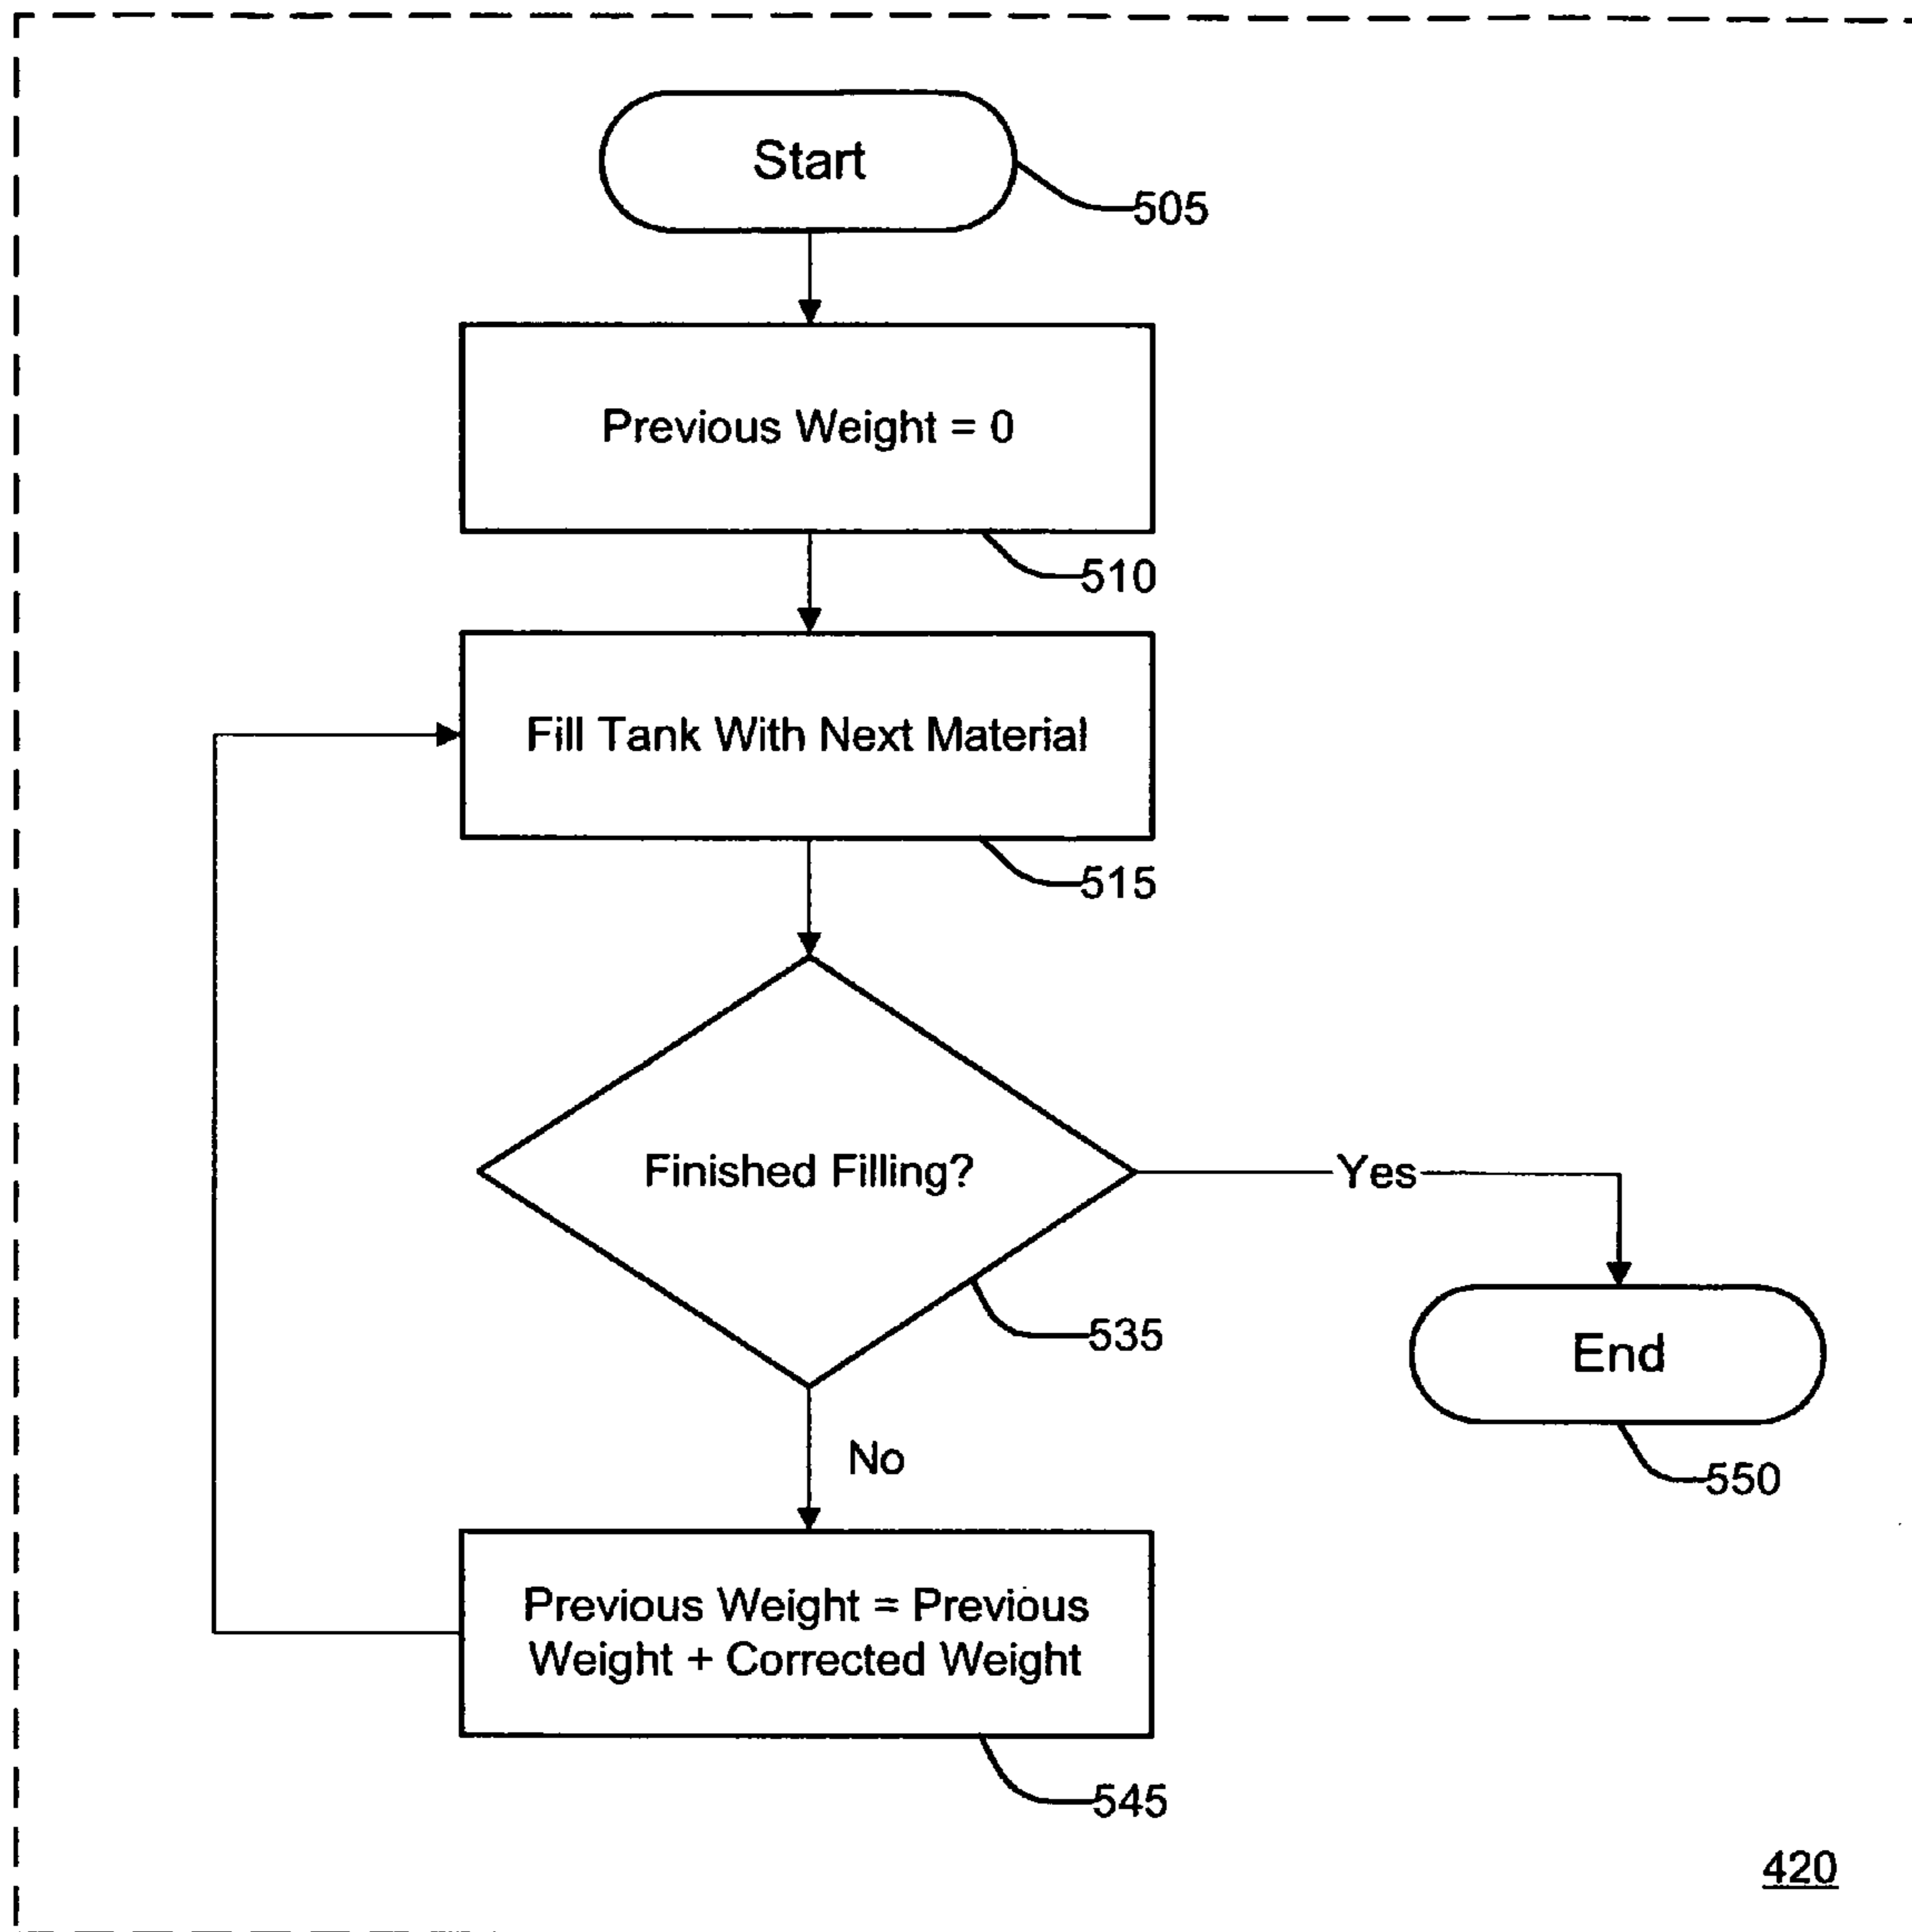 Start
505
Previous Weight = 0
510
Fill Tank With Next Material
515
Finished Filling?
Yes
535
End
No
550
Previous Weight = Previous
Weight + Corrected Weight
545
420